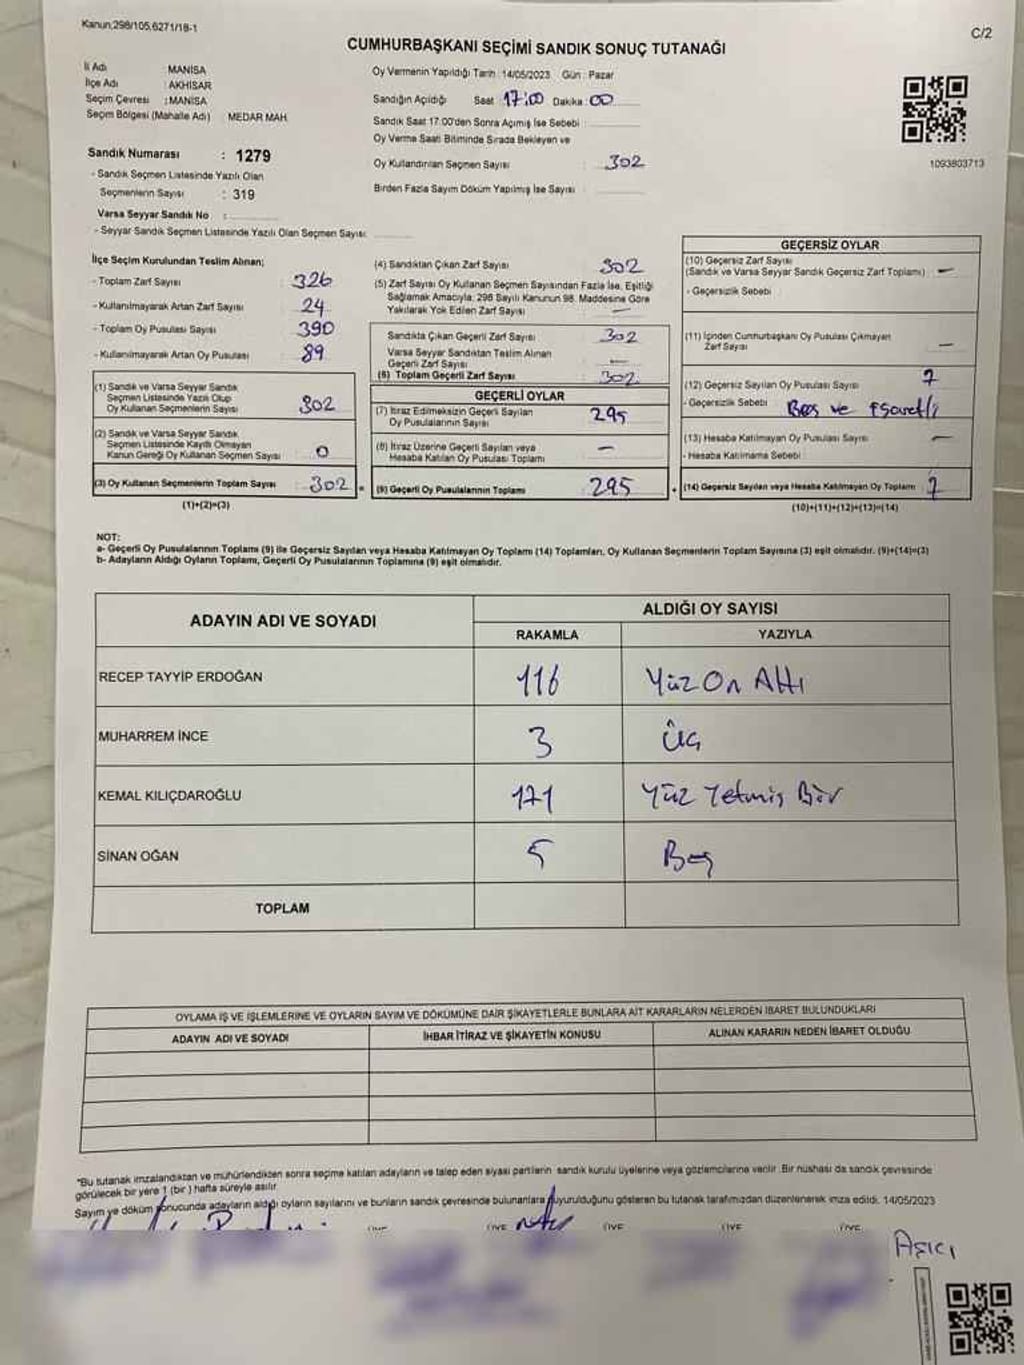 Kanun;298/105,6271/18-1
C/2
CUMHURBAŞKANI SEÇİMİ SANDIK SONUÇ TUTANAĞI
İl Adı : MANİSA
İlçe Adı : AKHİSAR
Seçim Çevresi : MANİSA
Seçim Bölgesi (Mahalle Adı) : MEDAR MAH.
Sandık Numarası : 1279
- Sandık Seçmen Listesinde Yazılı Olan
Seçmenlerin Sayısı : 319
Varsa Seyyar Sandık No :
- Seyyar Sandık Seçmen Listesinde Yazılı Olan Seçmen Sayısı:
Oy Vermenin Yapıldığı Tarih : 14/05/2023 Gün : Pazar
Sandığın Açıldığı Saat : 17:00 Dakika : 00
Sandık Saat 17:00'den Sonra Açımış İse Sebebi :
Oy Verme Saati Bitiminde Sırada Bekleyen ve
Oy Kullandırılan Seçmen Sayısı : 302
Birden Fazla Sayım Döküm Yapılmış İse Sayısı :
1093803713
İlçe Seçim Kurulundan Teslim Alınan;
- Toplam Zarf Sayısı : 326
- Kullanılmayarak Artan Zarf Sayısı : 24
- Toplam Oy Pusulası Sayısı : 390
- Kullanılmayarak Artan Oy Pusulası : 89
(1) Sandık ve Varsa Seyyar Sandık
Seçmen Listesinde Yazılı Olup
Oy Kullanan Seçmenlerin Sayısı : 302
(2) Sandık ve Varsa Seyyar Sandık
Seçmen Listesinde Kayıtlı Olmayan
Kanun Gereği Oy Kullanan Seçmen Sayısı : 0
(3) Oy Kullanan Seçmenlerin Toplam Sayısı : 302 =
(1)+(2)=(3)
(4) Sandıktan Çıkan Zarf Sayısı : 302
(5) Zarf Sayısı Oy Kullanan Seçmen Sayısından Fazla İse, Eşitliği
Sağlamak Amacıyla, 298 Sayılı Kanunun 98. Maddesine Göre
Yakılarak Yok Edilen Zarf Sayısı : —
Sandıkta Çıkan Geçerli Zarf Sayısı : 302
Varsa Seyyar Sandıktan Teslim Alınan
Geçerli Zarf Sayısı : —
(6) Toplam Geçerli Zarf Sayısı : 302
GEÇERLİ OYLAR
(7) İtiraz Edilmeksizin Geçerli Sayılan
Oy Pusulalarının Sayısı : 295
(8) İtiraz Üzerine Geçerli Sayılan veya
Hesaba Katılan Oy Pusulası Toplamı : —
(9) Geçerli Oy Pusulalarının Toplamı : 295 +
GEÇERSİZ OYLAR
(10) Geçersiz Zarf Sayısı
(Sandık ve Varsa Seyyar Sandık Geçersiz Zarf Toplamı) : —
- Geçersizlik Sebebi :
(11) İçinden Cumhurbaşkanı Oy Pusulası Çıkmayan
Zarf Sayısı : —
(12) Geçersiz Sayılan Oy Pusulası Sayısı : 7
- Geçersizlik Sebebi : Boş ve İşaretli
(13) Hesaba Katılmayan Oy Pusulası Sayısı : —
- Hesaba Katılmama Sebebi :
(14) Geçersiz Sayılan veya Hesaba Katılmayan Oy Toplamı : 7
(10)+(11)+(12)+(13)=(14)
NOT:
a- Geçerli Oy Pusulalarının Toplamı (9) ile Geçersiz Sayılan veya Hesaba Katılmayan Oy Toplamı (14) Toplamları, Oy Kullanan Seçmenlerin Toplam Sayısına (3) eşit olmalıdır. (9)+(14)=(3)
b- Adayların Aldığı Oyların Toplamı, Geçerli Oy Pusulalarının Toplamına (9) eşit olmalıdır.
ADAYIN ADI VE SOYADI
ALDIĞI OY SAYISI
RAKAMLA YAZIYLA
RECEP TAYYİP ERDOĞAN 116 Yüz On Altı
MUHARREM İNCE 3 Üç
KEMAL KILIÇDAROĞLU 171 Yüz Yetmiş Bir
SİNAN OĞAN 5 Beş
TOPLAM
OYLAMA İŞ VE İŞLEMLERİNE VE OYLARIN SAYIM VE DÖKÜMÜNE DAİR ŞİKAYETLERLE BUNLARA AİT KARARLARIN NELERDEN İBARET BULUNDUKLARI
ADAYIN ADI VE SOYADI İHBAR İTİRAZ VE ŞİKAYETİN KONUSU ALINAN KARARIN NEDEN İBARET OLDUĞU
*Bu tutanak imzalandıktan ve mühürlendikten sonra seçime katılan adayların ve talep eden siyasi partilerin sandık kurulu üyelerine veya gözlemcilerine verilir. Bir nüshası da sandık çevresinde
görülecek bir yere 1 (bir ) hafta süreyle asılır.
Sayım ve döküm sonucunda adayların aldığı oyların sayılarını ve bunların sandık çevresinde bulunanlara duyurulduğunu gösteren bu tutanak tarafımızdan düzenlenerek imza edildi. 14/05/2023
ÜYE ÜYE ÜYE ÜYE ÜYE